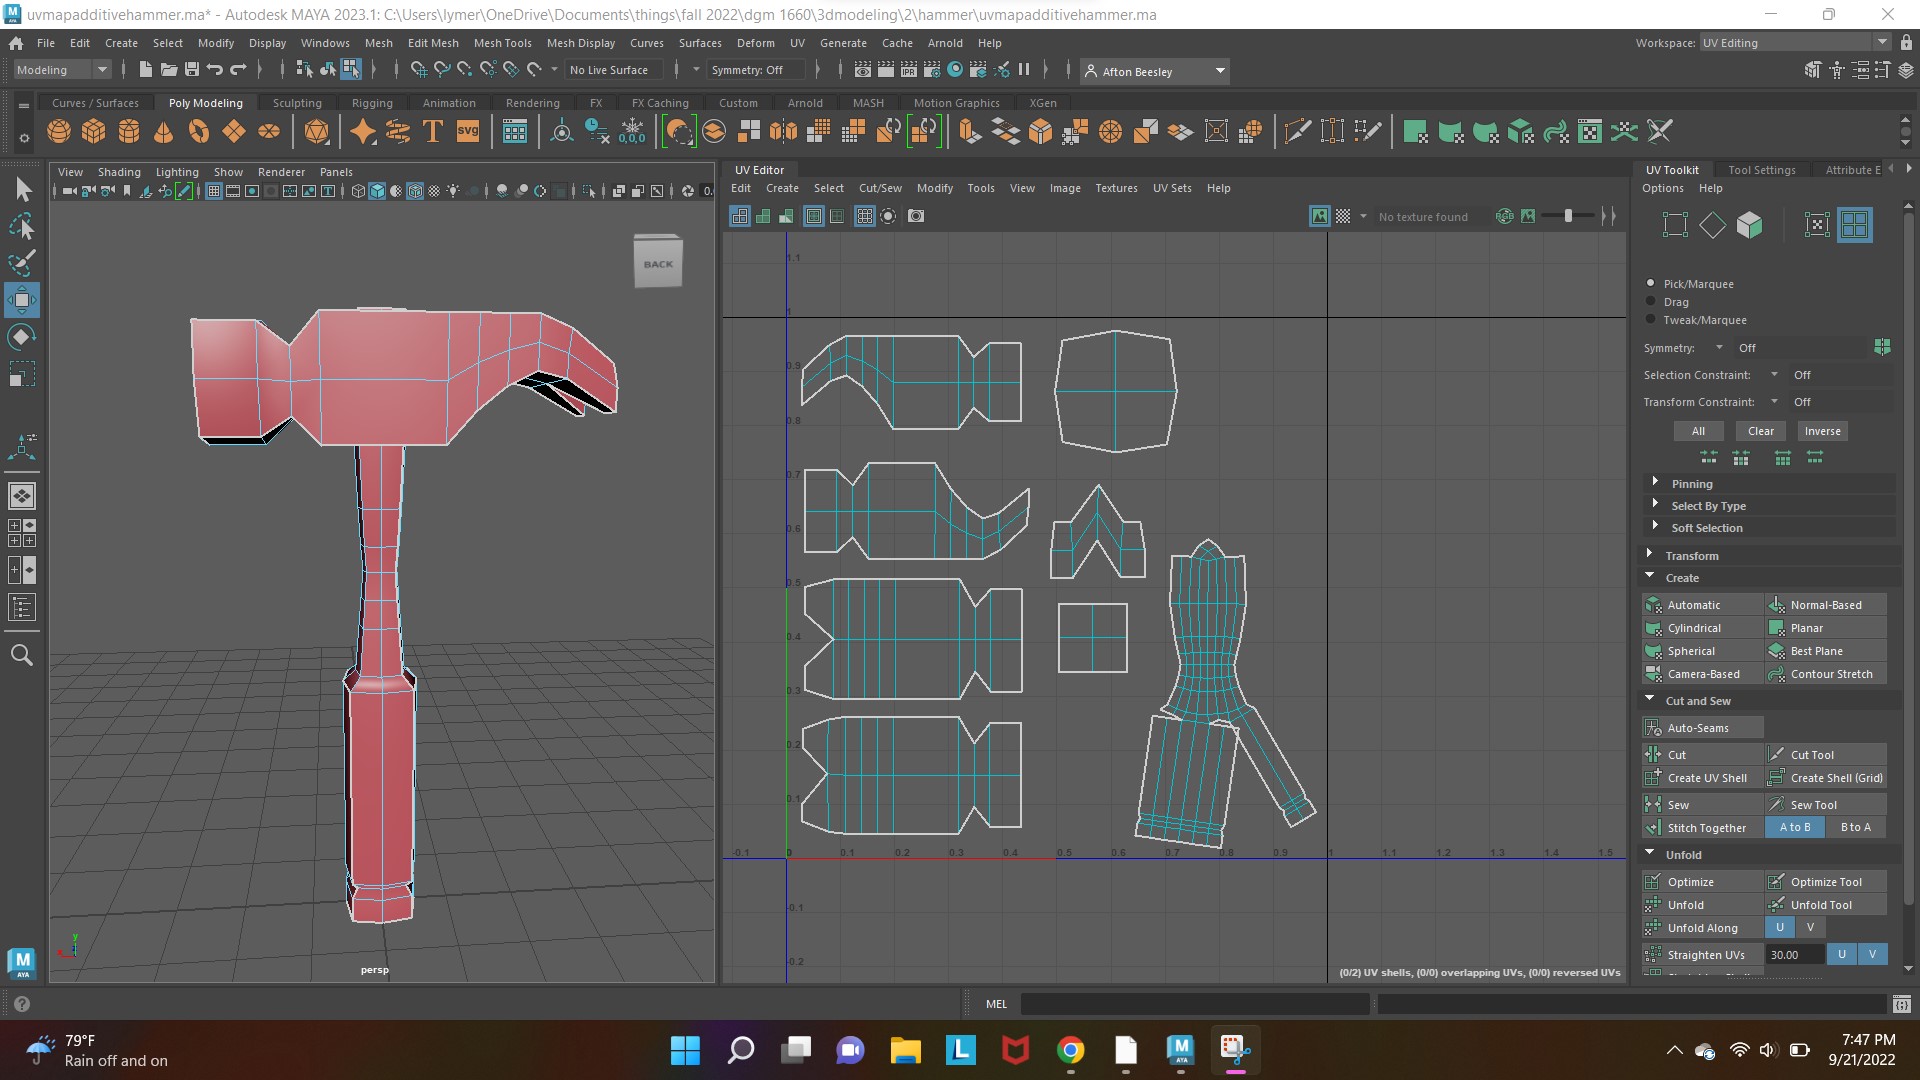 uvmapadditivehammer.ma* - Autodesk MAYA 2023.1: C:\Users\lymer\OneDrive\Documents\things\fall 2022\dgm 1660\3dmodeling\2\hammer\uvmapadditivehammer.ma
File Edit Create Select Modify Display Windows Mesh Edit Mesh Mesh Tools Mesh Display Curves Surfaces Deform UV Generate Cache Arnold Help
Workspace: UV Editing
Modeling No Live Surface Symmetry: Off IPR Afton Beesley
Curves / Surfaces Poly Modeling Sculpting Rigging Animation Rendering FX FX Caching Custom Arnold MASH Motion Graphics XGen
T SVG 0,0,0
View Shading Lighting Show Renderer Panels
BACK
persp
UV Editor
Edit Create Select Cut/Sew Modify Tools View Image Textures UV Sets Help
No texture found
1.1
1
0.9
0.8
0.7
0.6
0.5
0.4
0.3
0.2
0.1
-0.1 0 0.1 0.2 0.3 0.4 0.5 0.6 0.7 0.8 0.9 1 1.1 1.2 1.3 1.4 1.5
-0.1
-0.2
(0/2) UV shells, (0/0) overlapping UVs, (0/0) reversed UVs
UV Toolkit Tool Settings Attribute E
Options Help
Pick/Marquee
Drag
Tweak/Marquee
Symmetry: Off
Selection Constraint: Off
Transform Constraint: Off
All Clear Inverse
Pinning
Select By Type
Soft Selection
Transform
Create
Automatic Normal-Based
Cylindrical Planar
Spherical Best Plane
Camera-Based Contour Stretch
Cut and Sew
Auto-Seams
Cut Cut Tool
Create UV Shell Create Shell (Grid)
Sew Sew Tool
Stitch Together A to B B to A
Unfold
Optimize Optimize Tool
Unfold Unfold Tool
Unfold Along U V
Straighten UVs 30.00 U V
MEL
79°F
Rain off and on
7:47 PM
9/21/2022